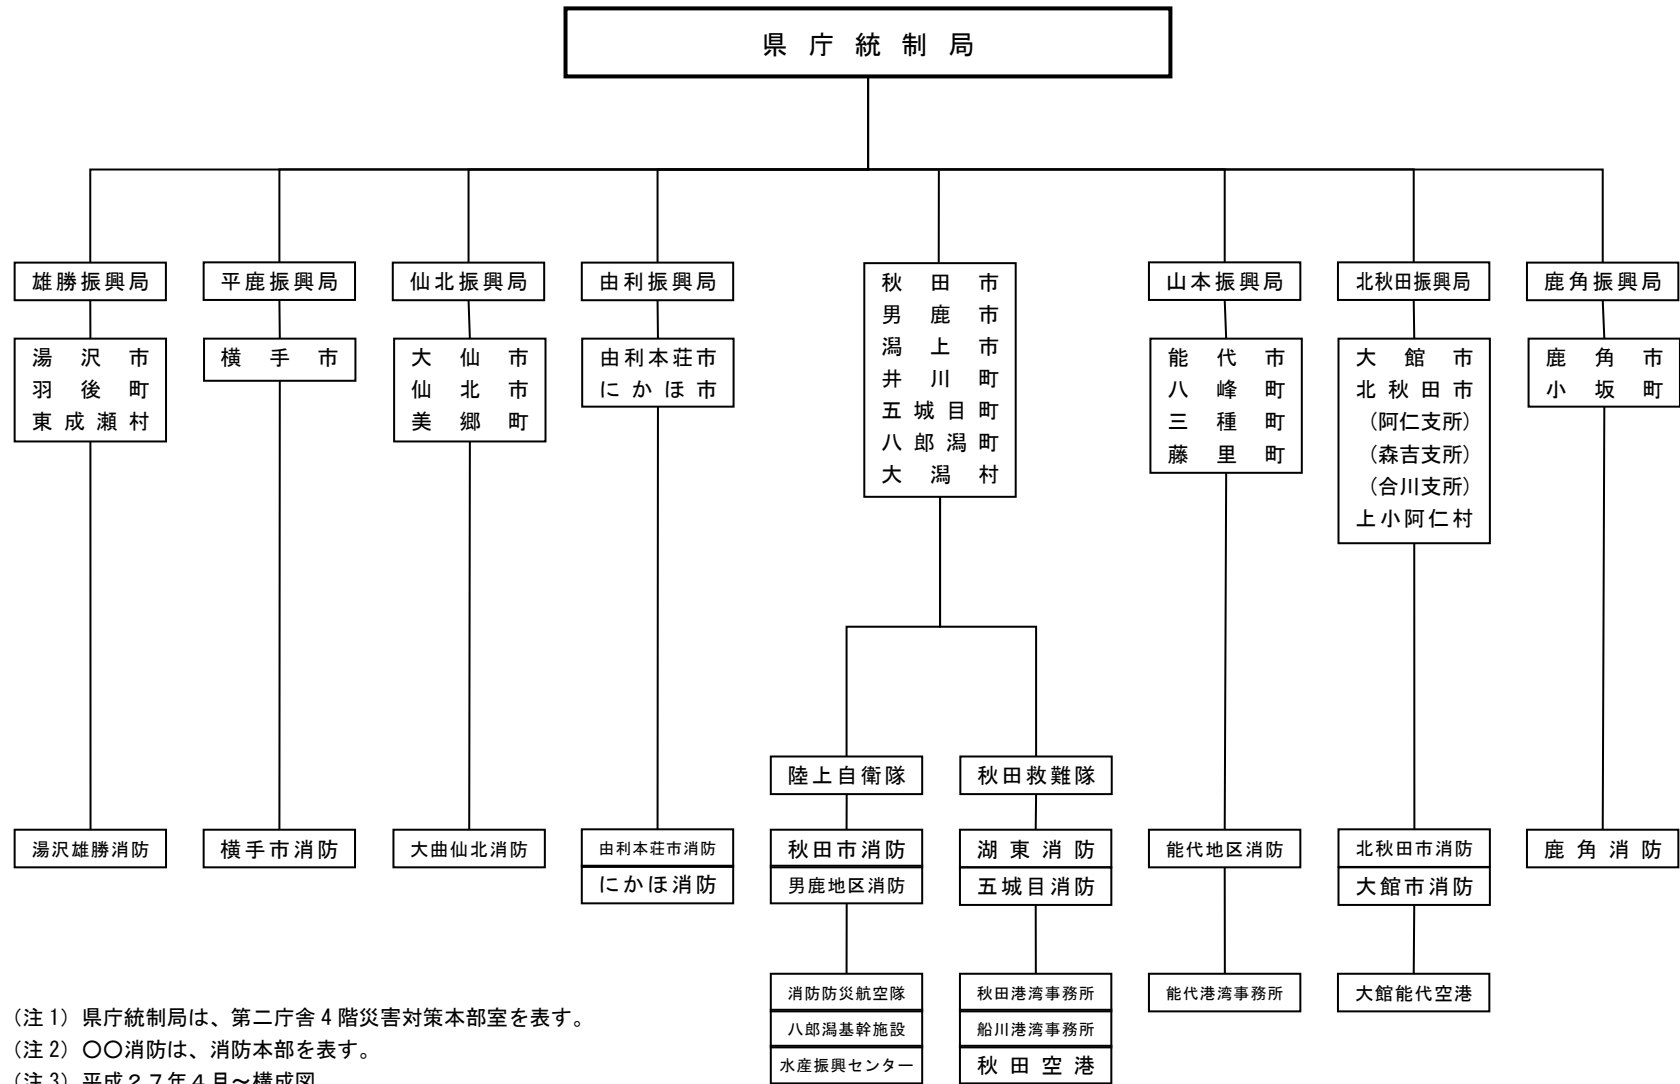 県庁統制局
雄勝振興局
湯沢市
羽後町
東成瀬村
湯沢雄勝消防
平鹿振興局
横手市
横手市消防
仙北振興局
大仙市
仙北市
美郷町
大曲仙北消防
由利振興局
由利本荘市
にかほ市
由利本荘市消防
にかほ消防
秋田市
男鹿市
潟上市
井川町
五城目町
八郎潟町
大潟村
陸上自衛隊
秋田市消防
男鹿地区消防
消防防災航空隊
八郎潟基幹施設
水産振興センター
秋田救難隊
湖東消防
五城目消防
秋田港湾事務所
船川港湾事務所
秋田空港
山本振興局
能代市
八峰町
三種町
藤里町
能代地区消防
能代港湾事務所
北秋田振興局
大館市
北秋田市
(阿仁支所)
(森吉支所)
(合川支所)
上小阿仁村
北秋田市消防
大館市消防
大館能代空港
鹿角振興局
鹿角市
小坂町
鹿角消防
(注1) 県庁統制局は、第二庁舎4階災害対策本部室を表す。
(注2) 〇〇消防は、消防本部を表す。
(注3) 平成27年4月~構成図